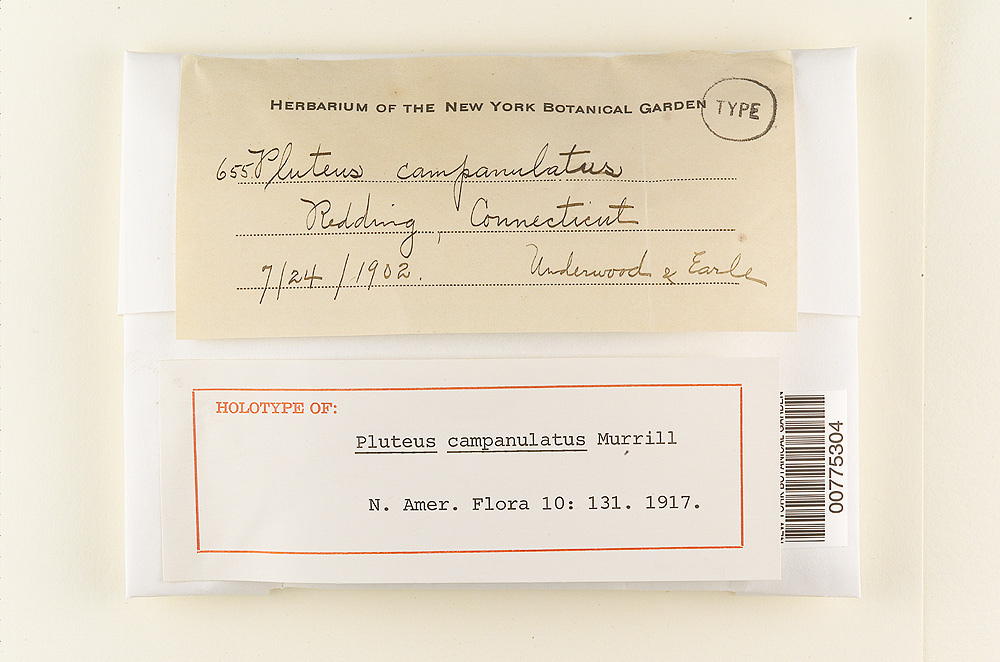 HERBARIUM OF THE NEW YORK BOTANICAL GARDEN
TYPE
655 Pluteus campanulatus
Redding, Connecticut
7/24/1902.
Underwood & Earle
HOLOTYPE OF:
Pluteus campanulatus Murrill
N. Amer. Flora 10: 131. 1917.
NEW YORK BOTANICAL GARDEN
00775304